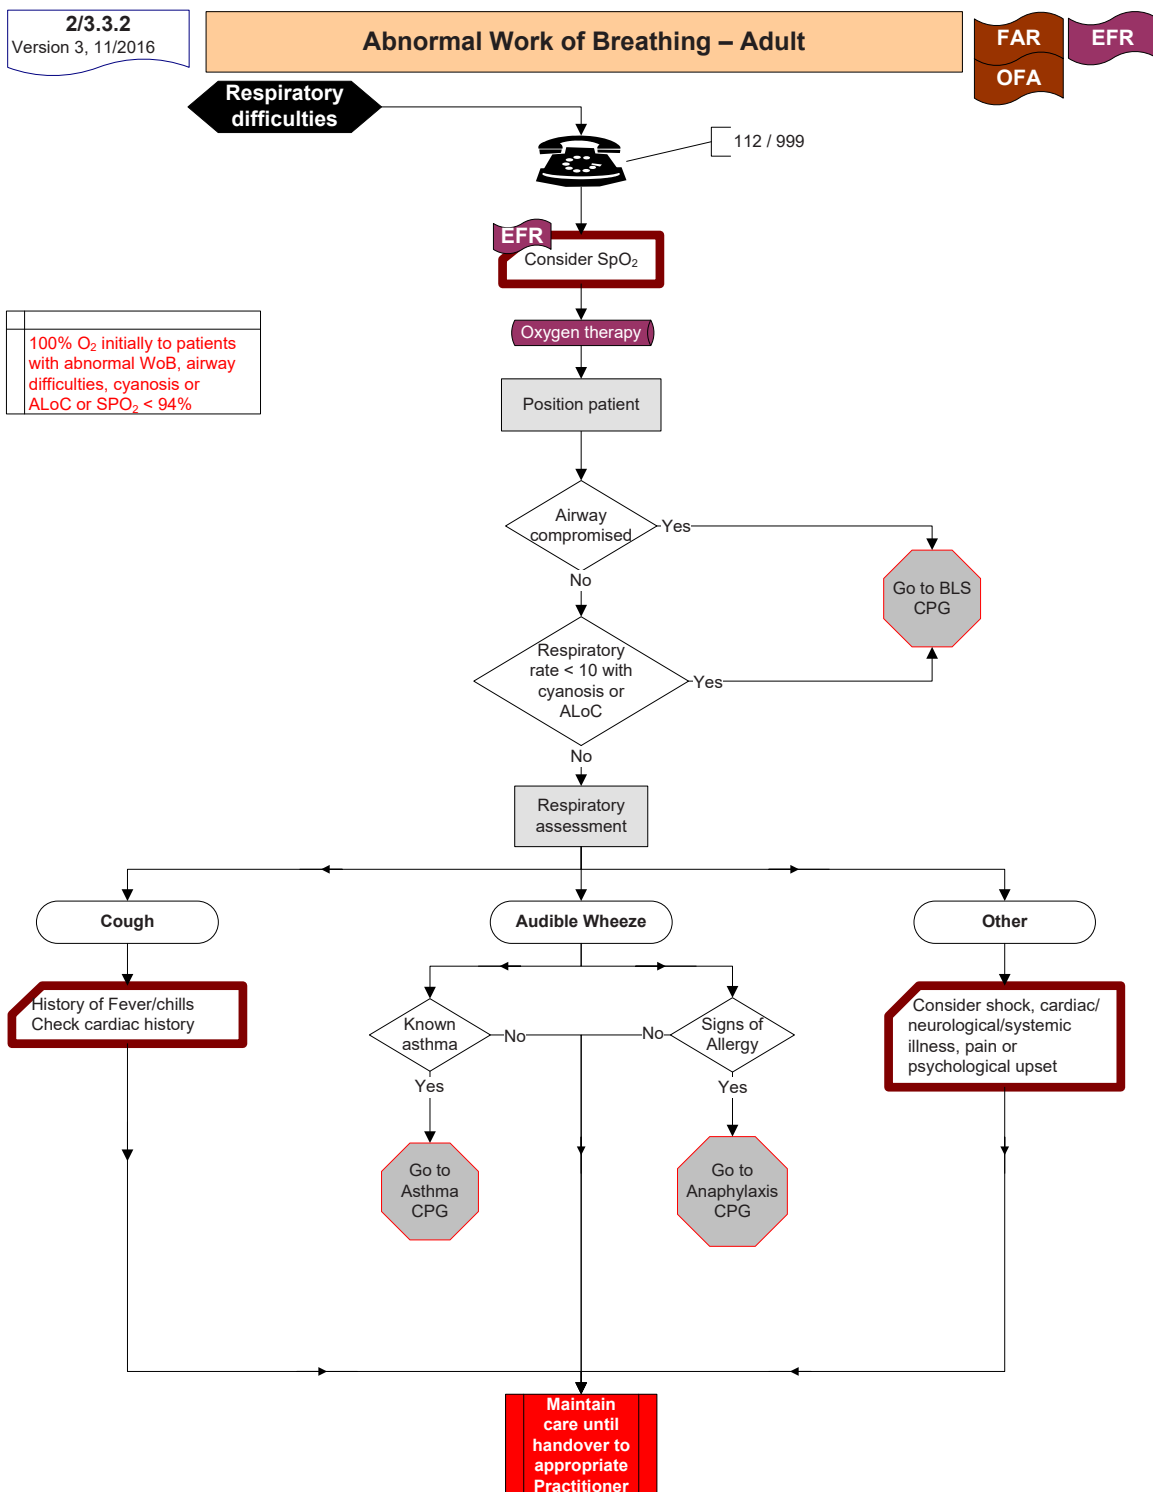 2/3.3.2
Version 3, 11/2016
Abnormal Work of Breathing – Adult
FAR
EFR
OFA
Respiratory
difficulties
112 / 999
EFR
Consider SpO₂
Oxygen therapy
100% O₂ initially to patients
with abnormal WoB, airway
difficulties, cyanosis or
ALoC or SPO₂ < 94%
Position patient
Airway
compromised
Yes
No
Go to BLS
CPG
Respiratory
rate < 10 with
cyanosis or
ALoC
Yes
No
Respiratory
assessment
Cough
Audible Wheeze
Other
History of Fever/chills
Check cardiac history
Known
asthma
No
No
Signs of
Allergy
Consider shock, cardiac/
neurological/systemic
illness, pain or
psychological upset
Yes
Yes
Go to
Asthma
CPG
Go to
Anaphylaxis
CPG
Maintain
care until
handover to
appropriate
Practitioner